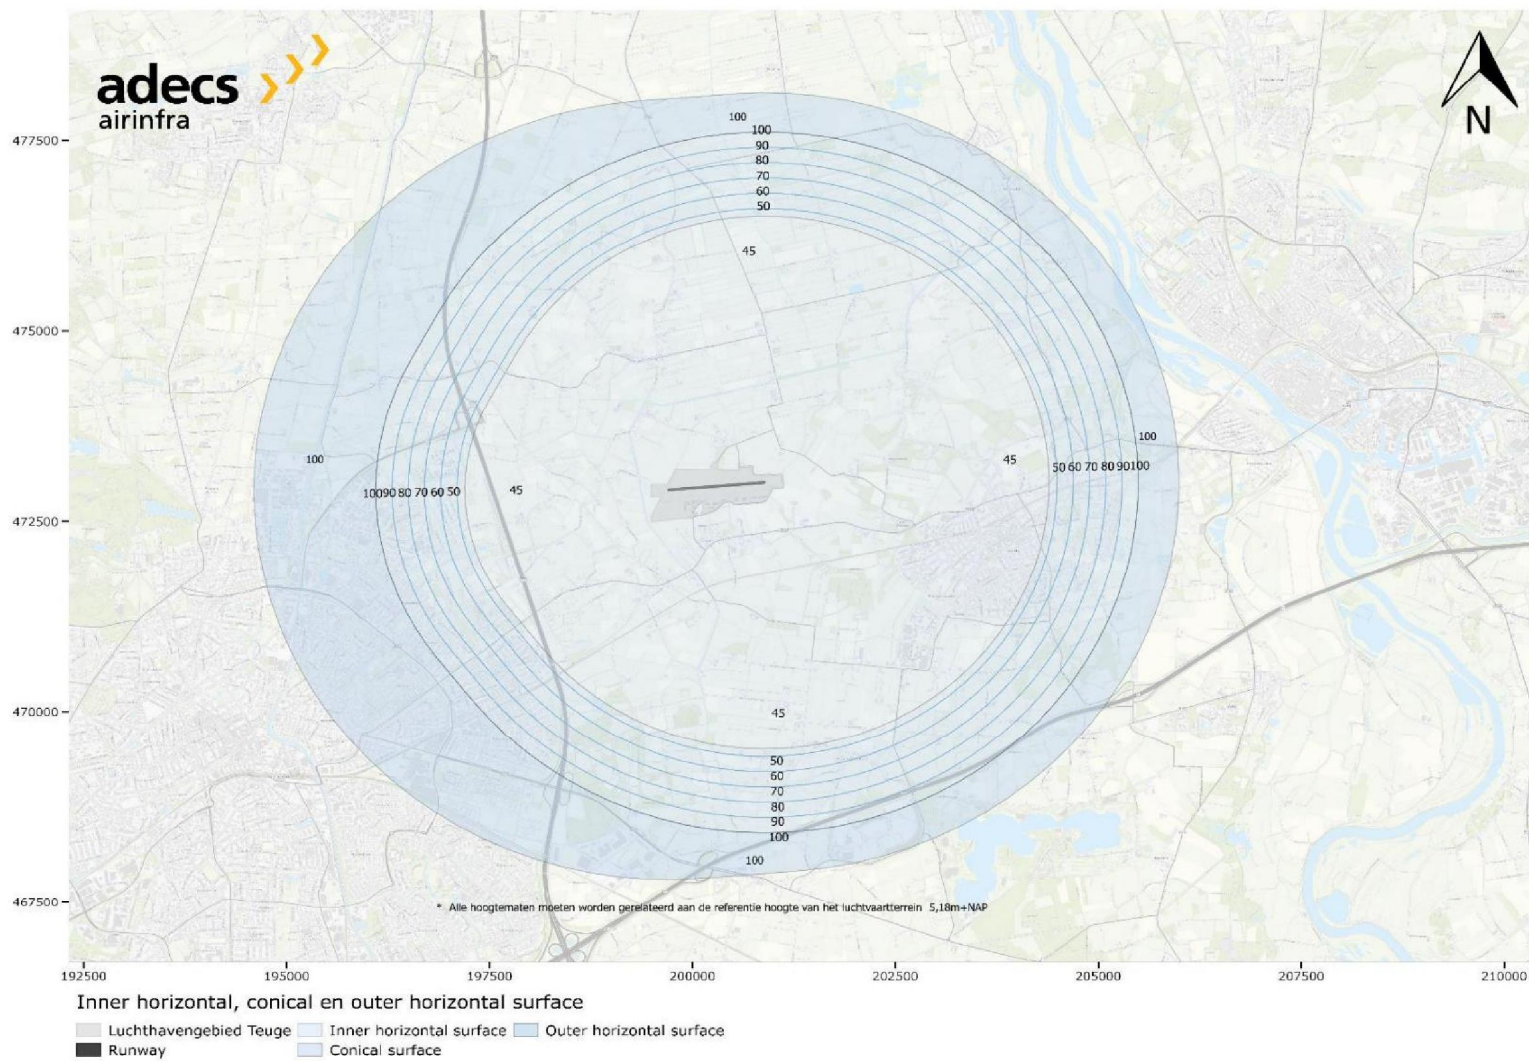 adecs
airinfra
N
477500
475000
472500
470000
467500
100
100
90
80
70
60
50
45
100
100 90 80 70 60 50
45
45
50 60 70 80 90 100
100
45
50
60
70
80
90
100
100
* Alle hoogtematen moeten worden gerelateerd aan de referentie hoogte van het luchtvaartterrein 5,18m+NAP
192500 195000 197500 200000 202500 205000 207500 210000
Inner horizontal, conical en outer horizontal surface
Luchthavengebied Teuge Inner horizontal surface Outer horizontal surface
Runway Conical surface